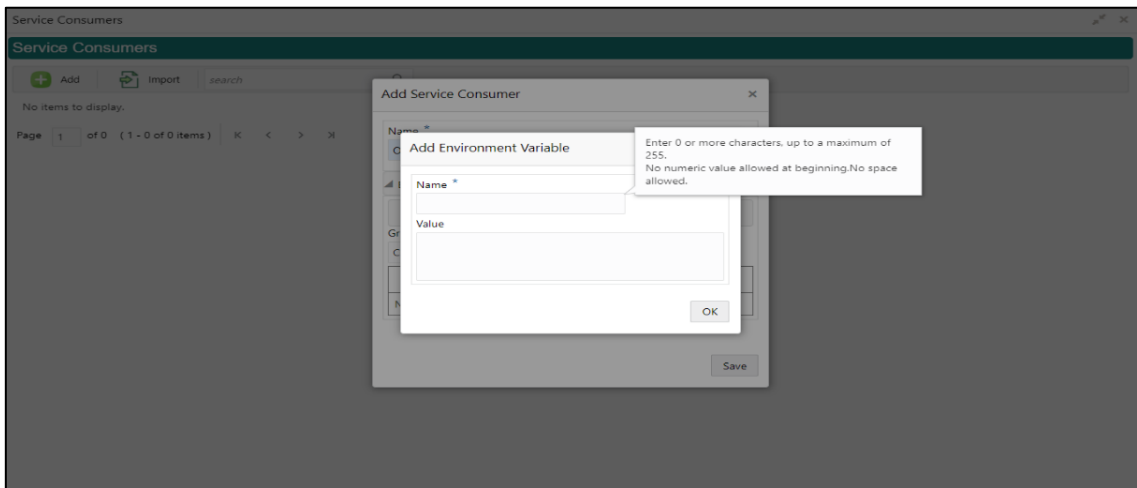 Service Consumers
Service Consumers
Add Import search
No items to display.
Page 1 of 0 (1 - 0 of 0 items)
Add Service Consumer
Name *
Add Environment Variable
Enter 0 or more characters, up to a maximum of
255.
No numeric value allowed at beginning.No space
allowed.
Name *
Value
OK
Save